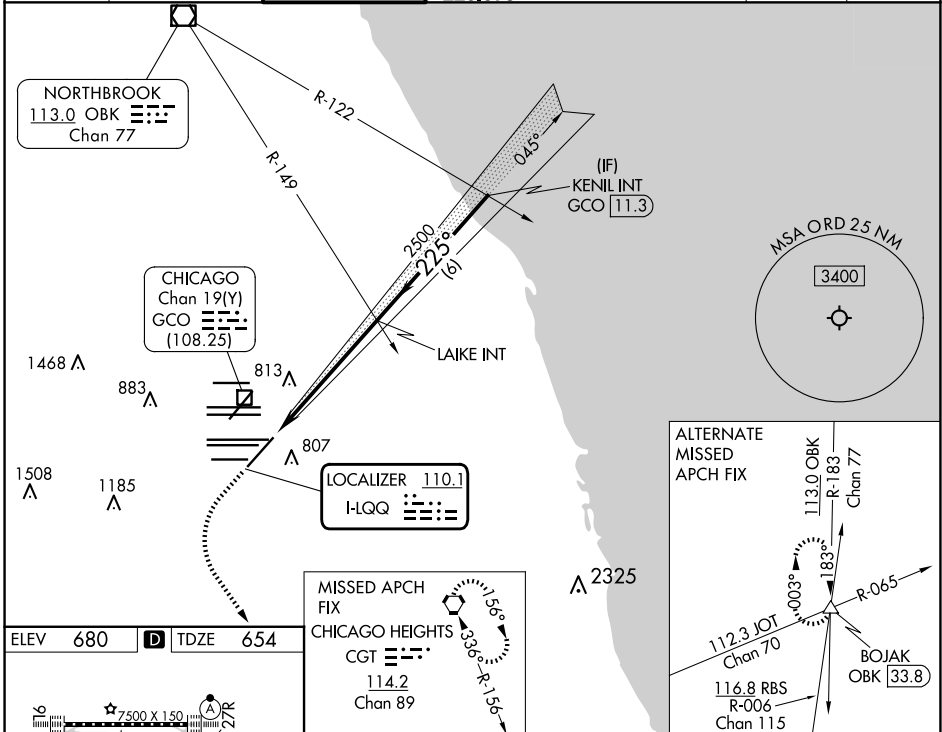 NORTHBROOK
113.0 OBK
Chan 77
R-122
R-149
045°
(IF)
KENIL INT
GCO 11.3
2500
225°
(6)
MSA ORD 25 NM
3400
CHICAGO
Chan 19(Y)
GCO
(108.25)
LAIKE INT
1468
883
813
807
1508
1185
LOCALIZER 110.1
I-LQQ
2325
MISSED APCH
FIX
CHICAGO HEIGHTS
CGT
114.2
Chan 89
156°
336°
R-156
ALTERNATE
MISSED
APCH FIX
113.0 OBK
R-183
Chan 77
003°
183°
R-065
112.3 JOT
Chan 70
BOJAK
OBK 33.8
116.8 RBS
R-006
Chan 115
ELEV 680 D TDZE 654
9L
7500 X 150
A
27R